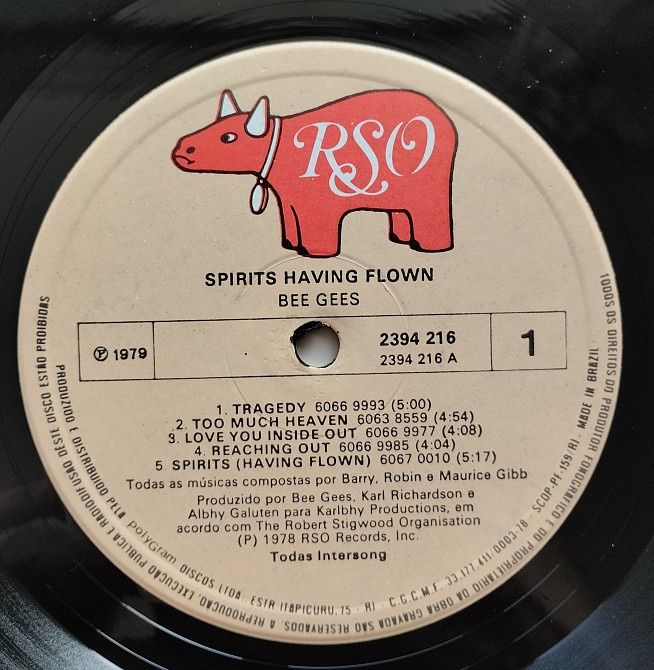 RSO
SPIRITS HAVING FLOWN
BEE GEES
℗ 1979
2394 216
2394 216 A
1
1. TRAGEDY 6066 9993 (5:00)
2. TOO MUCH HEAVEN 6063 8559 (4:54)
3. LOVE YOU INSIDE OUT 6066 9977 (4:08)
4. REACHING OUT 6066 9985 (4:04)
5 SPIRITS (HAVING FLOWN) 6067 0010 (5:17)
Todas as músicas compostas por Barry, Robin e Maurice Gibb
Produzido por Bee Gees, Karl Richardson e
Albhy Galuten para Karlbhy Productions, em
acordo com The Robert Stigwood Organisation
(P) 1978 RSO Records, Inc.
Todas Intersong
TODOS OS DIREITOS DO PRODUTOR FONOGRÁFICO E DO PROPRIETÁRIO DA OBRA GRAVADA SÃO RESERVADOS. A REPRODUÇÃO, EXECUÇÃO PÚBLICA E RADIODIFUSÃO DESTE DISCO ESTÃO PROIBIDAS
PRODUZIDO E DISTRIBUIDO PELA PolyGram DISCOS LTDA. ESTR ITAPICURU, 75 - RJ - C.G.C.M.F. 33.177.411/0003-78 - SCDP-PF-159/RJ. MADE IN BRAZIL